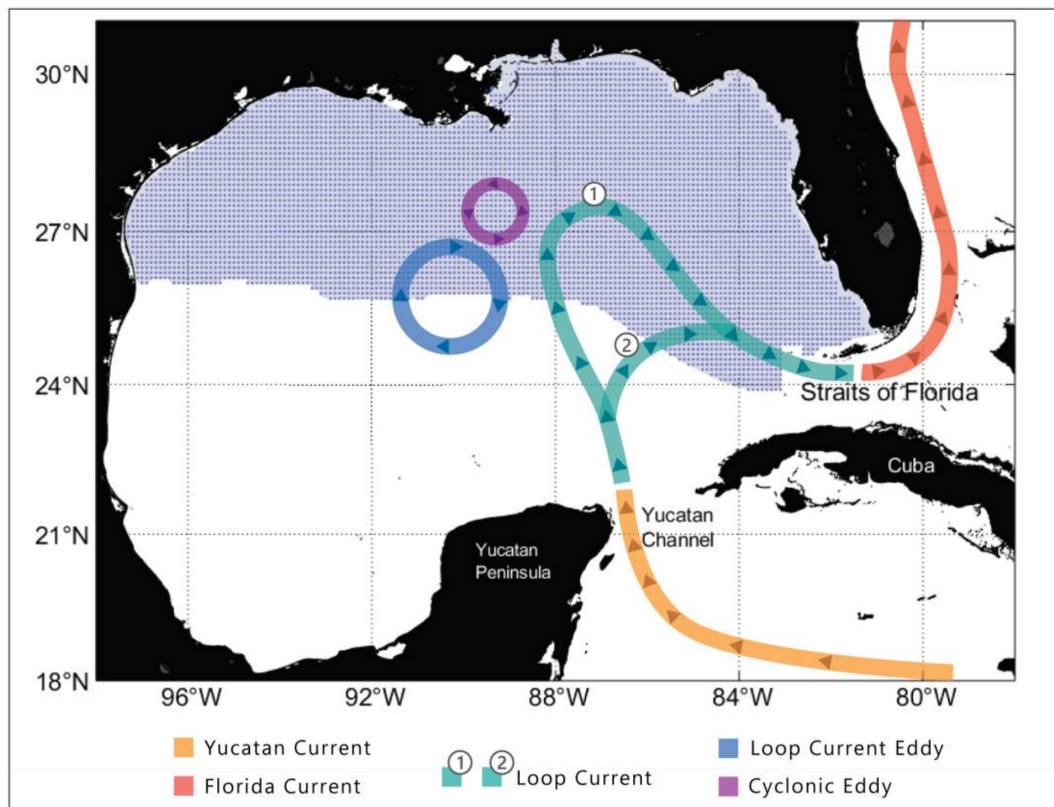 30°N
27°N
24°N
21°N
18°N
1
2
Straits of Florida
Cuba
Yucatan
Channel
Yucatan
Peninsula
96°W 92°W 88°W 84°W 80°W
Yucatan Current
Florida Current
1 2 Loop Current
Loop Current Eddy
Cyclonic Eddy